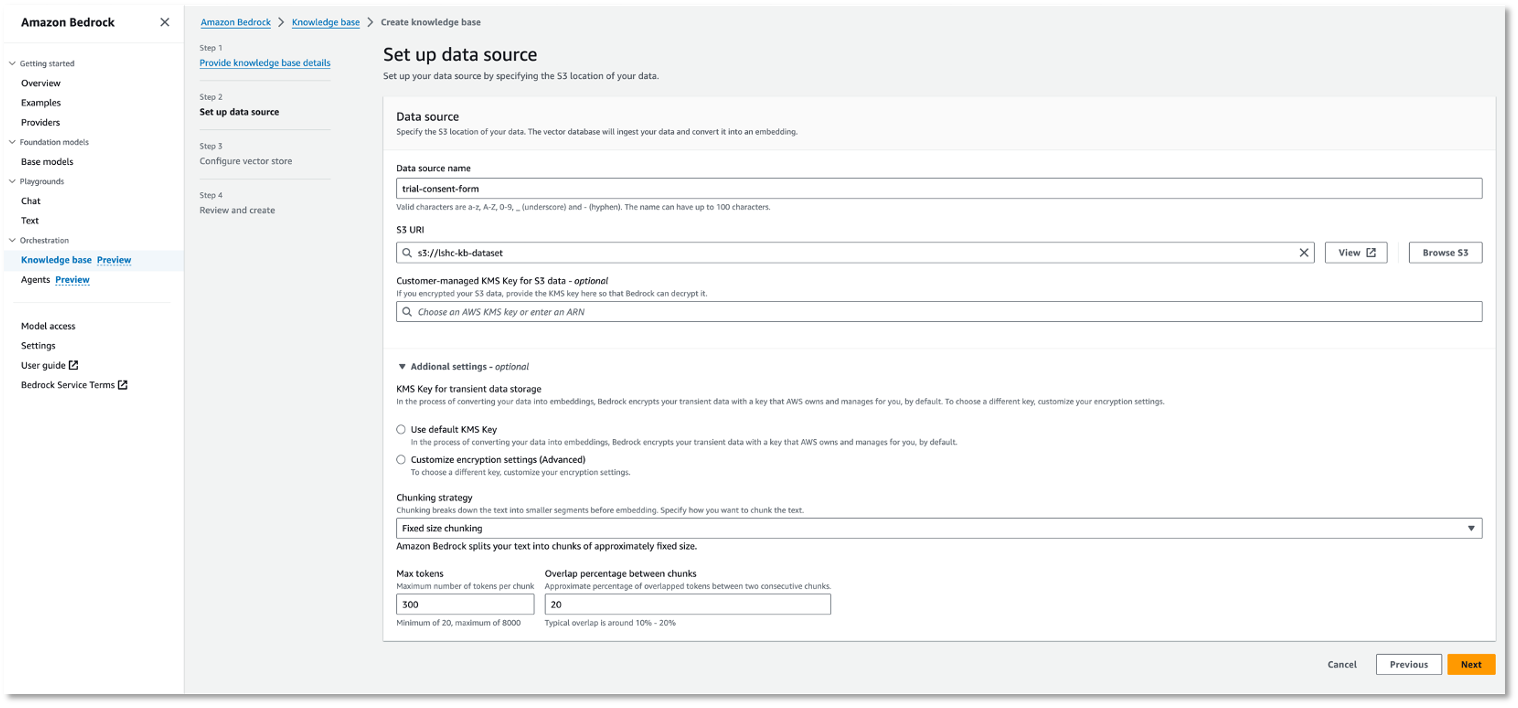 Amazon Bedrock
Getting started
Overview
Examples
Providers
Foundation models
Base models
Playgrounds
Chat
Text
Orchestration
Knowledge base Preview
Agents Preview
Model access
Settings
User guide
Bedrock Service Terms
Amazon Bedrock > Knowledge base > Create knowledge base
Step 1
Provide knowledge base details
Step 2
Set up data source
Step 3
Configure vector store
Step 4
Review and create
Set up data source
Set up your data source by specifying the S3 location of your data.
Data source
Specify the S3 location of your data. The vector database will ingest your data and convert it into an embedding.
Data source name
trial-consent-form
Valid characters are a-z, A-Z, 0-9, _ (underscore) and - (hyphen). The name can have up to 100 characters.
S3 URI
s3://lshc-kb-dataset
View
Browse S3
Customer-managed KMS Key for S3 data - optional
If you encrypted your S3 data, provide the KMS key here so that Bedrock can decrypt it.
Choose an AWS KMS key or enter an ARN
Addional settings - optional
KMS Key for transient data storage
In the process of converting your data into embeddings, Bedrock encrypts your transient data with a key that AWS owns and manages for you, by default. To choose a different key, customize your encryption settings.
Use default KMS Key
In the process of converting your data into embeddings, Bedrock encrypts your transient data with a key that AWS owns and manages for you, by default.
Customize encryption settings (Advanced)
To choose a different key, customize your encryption settings.
Chunking strategy
Chunking breaks down the text into smaller segments before embedding. Specify how you want to chunk the text.
Fixed size chunking
Amazon Bedrock splits your text into chunks of approximately fixed size.
Max tokens
Maximum number of tokens per chunk
300
Minimum of 20, maximum of 8000
Overlap percentage between chunks
Approximate percentage of overlapped tokens between two consecutive chunks.
20
Typical overlap is around 10% - 20%
Cancel
Previous
Next